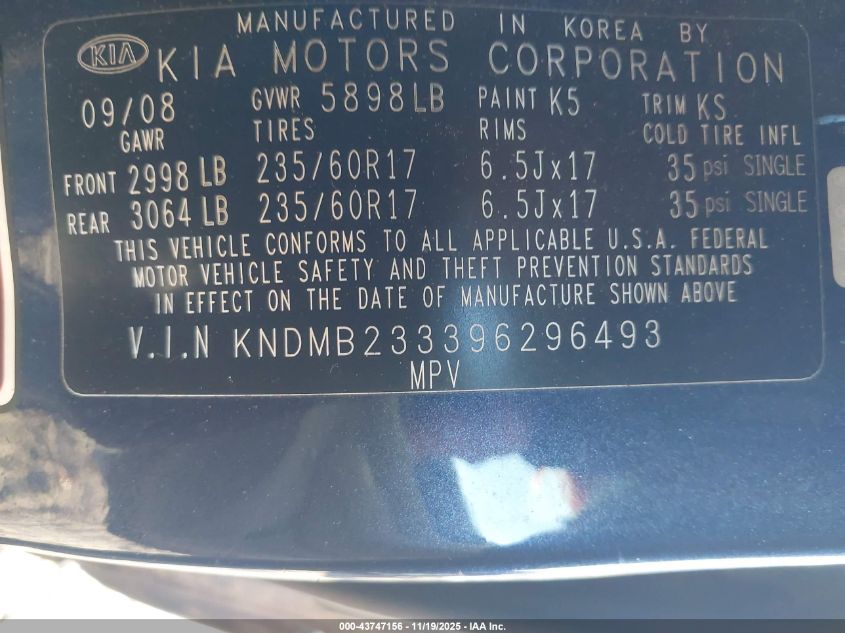 MANUFACTURED IN KOREA BY
KIA KIA MOTORS CORPORATION
09/08 GVWR 5898 LB PAINT K5 TRIM KS
GAWR TIRES RIMS COLD TIRE INFL
FRONT 2998 LB 235/60R17 6.5Jx17 35 psi SINGLE
REAR 3064 LB 235/60R17 6.5Jx17 35 psi SINGLE
THIS VEHICLE CONFORMS TO ALL APPLICABLE U.S.A. FEDERAL
MOTOR VEHICLE SAFETY AND THEFT PREVENTION STANDARDS
IN EFFECT ON THE DATE OF MANUFACTURE SHOWN ABOVE
V.I.N KNDMB233396296493
MPV
000-43747156 - 11/19/2025 - IAA Inc.